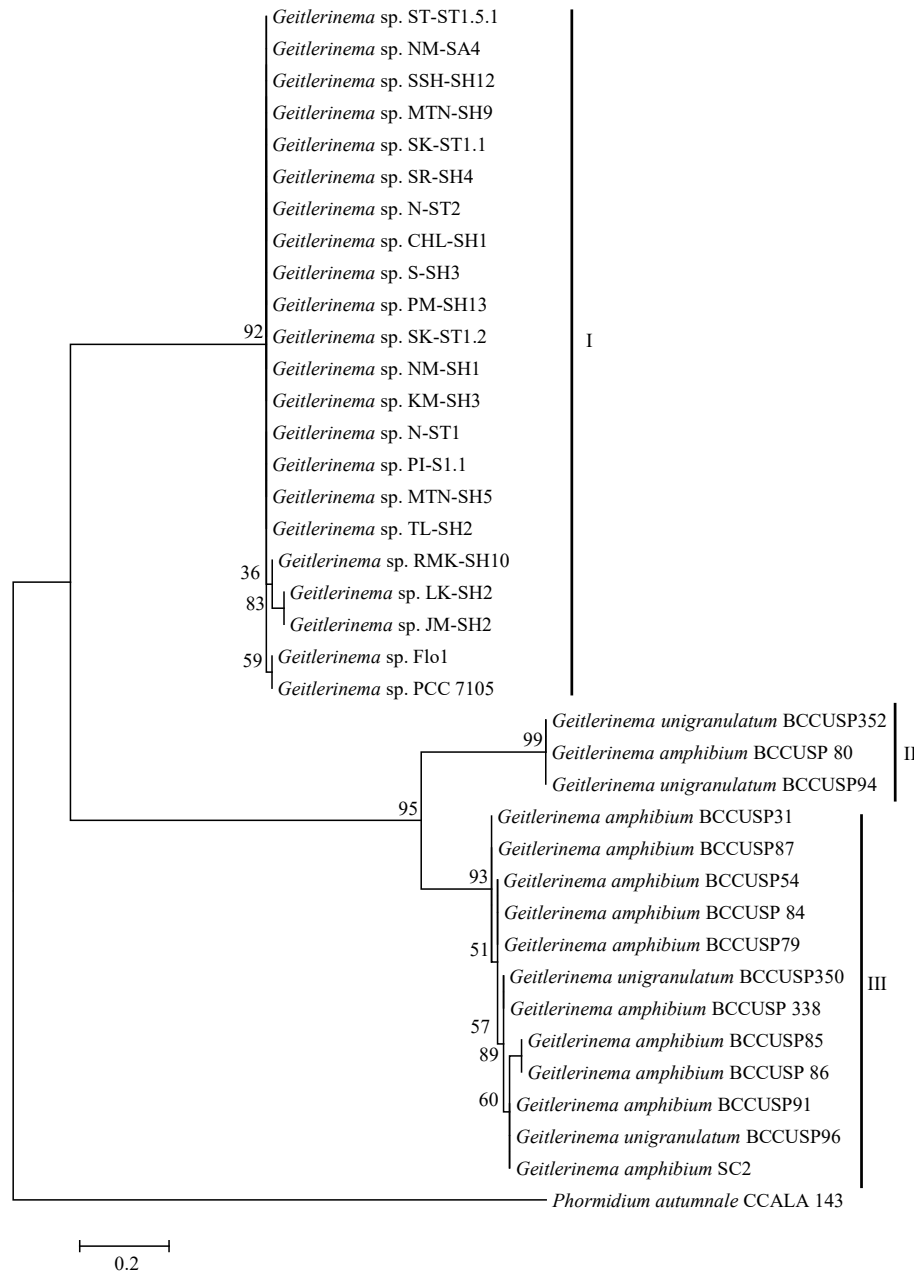 Geitlerinema sp. ST-ST1.5.1
Geitlerinema sp. NM-SA4
Geitlerinema sp. SSH-SH12
Geitlerinema sp. MTN-SH9
Geitlerinema sp. SK-ST1.1
Geitlerinema sp. SR-SH4
Geitlerinema sp. N-ST2
Geitlerinema sp. CHL-SH1
Geitlerinema sp. S-SH3
Geitlerinema sp. PM-SH13
92
Geitlerinema sp. SK-ST1.2
I
Geitlerinema sp. NM-SH1
Geitlerinema sp. KM-SH3
Geitlerinema sp. N-ST1
Geitlerinema sp. PI-S1.1
Geitlerinema sp. MTN-SH5
Geitlerinema sp. TL-SH2
Geitlerinema sp. RMK-SH10
36
Geitlerinema sp. LK-SH2
83
Geitlerinema sp. JM-SH2
Geitlerinema sp. Flo1
59
Geitlerinema sp. PCC 7105
Geitlerinema unigranulatum BCCUSP352
99
Geitlerinema amphibium BCCUSP 80
II
Geitlerinema unigranulatum BCCUSP94
95
Geitlerinema amphibium BCCUSP31
Geitlerinema amphibium BCCUSP87
93
Geitlerinema amphibium BCCUSP54
Geitlerinema amphibium BCCUSP 84
51
Geitlerinema amphibium BCCUSP79
Geitlerinema unigranulatum BCCUSP350
III
Geitlerinema amphibium BCCUSP 338
57
Geitlerinema amphibium BCCUSP85
89
Geitlerinema amphibium BCCUSP 86
60
Geitlerinema amphibium BCCUSP91
Geitlerinema unigranulatum BCCUSP96
Geitlerinema amphibium SC2
Phormidium autumnale CCALA 143
0.2